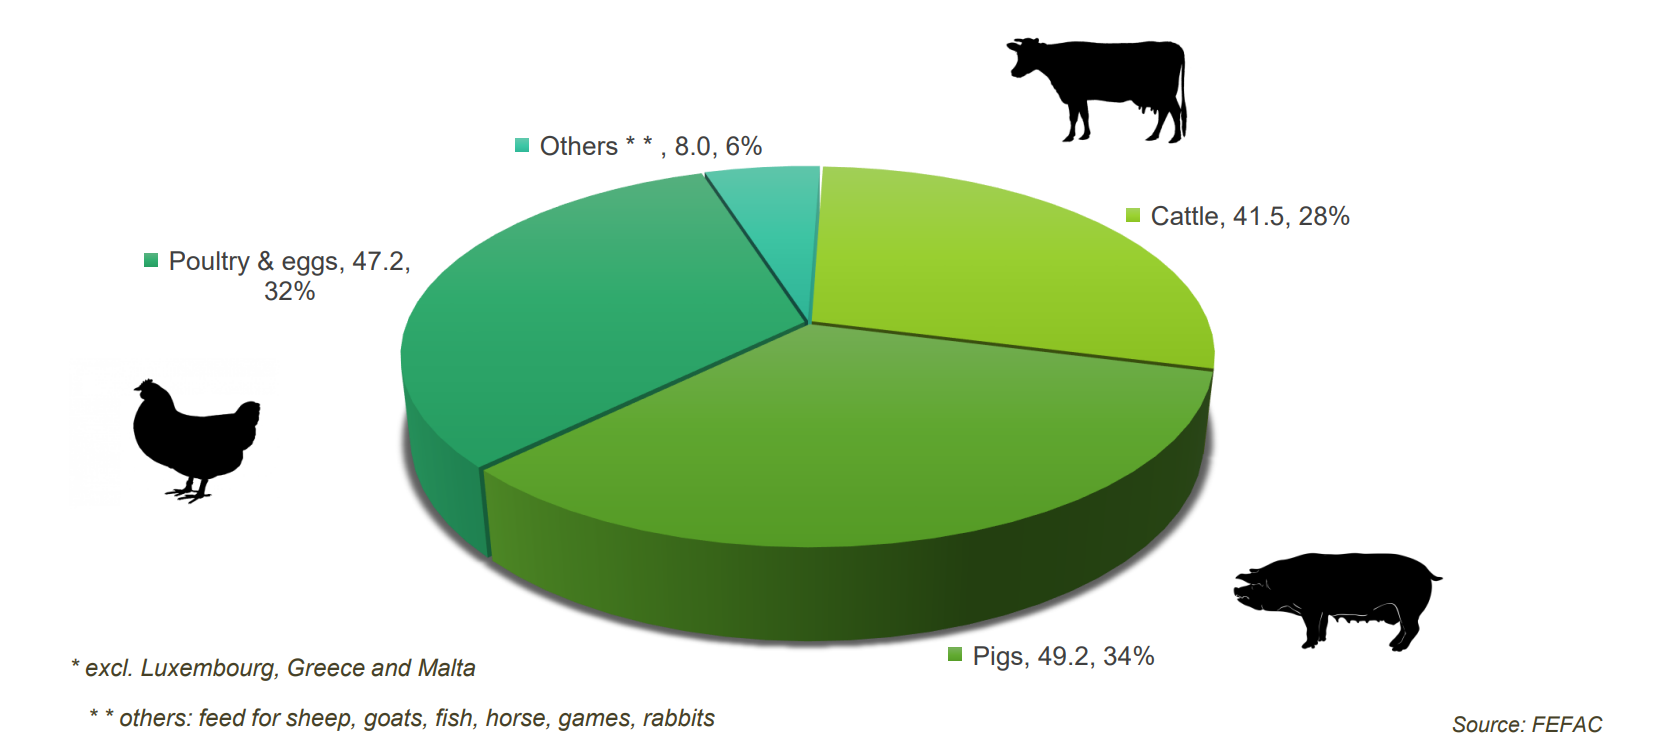 Others * * , 8.0, 6%
Cattle, 41.5, 28%
Poultry & eggs, 47.2,
32%
Pigs, 49.2, 34%
* excl. Luxembourg, Greece and Malta
* * others: feed for sheep, goats, fish, horse, games, rabbits
Source: FEFAC